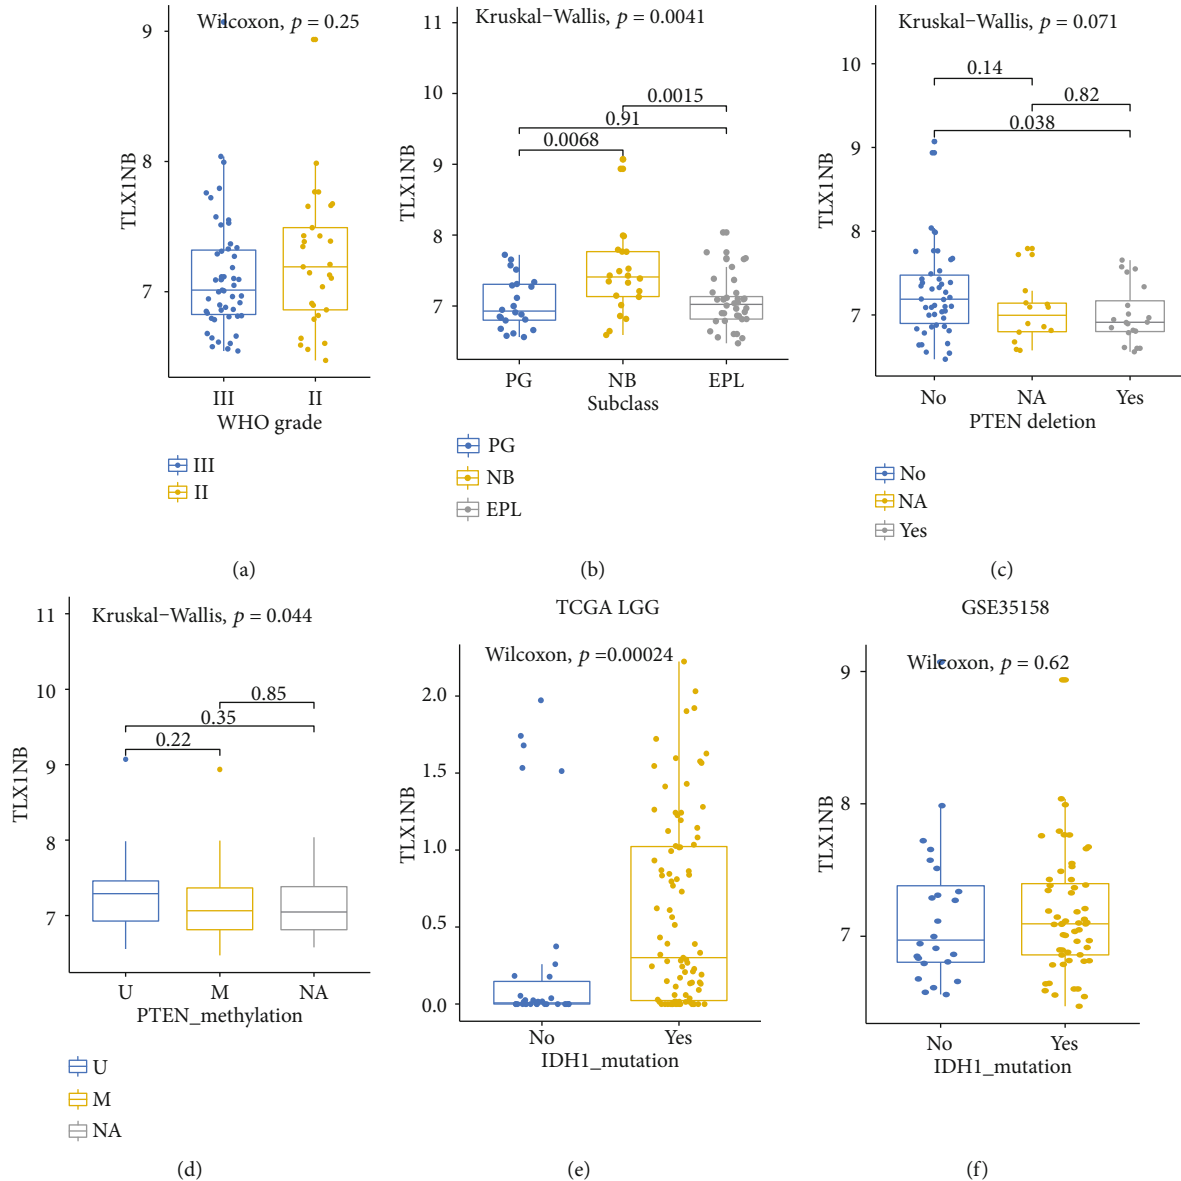 Wilcoxon, p = 0.25
9
8
7
TLX1NB
III II
WHO grade
III
II
(a)
Kruskal−Wallis, p = 0.0041
11
10
9
8
7
6
TLX1NB
0.0015
0.91
0.0068
PG NB EPL
Subclass
PG
NB
EPL
(b)
Kruskal−Wallis, p = 0.071
10
9
8
7
TLX1NB
0.14
0.82
0.038
No NA Yes
PTEN deletion
No
NA
Yes
(c)
Kruskal−Wallis, p = 0.044
11
10
9
8
7
TLX1NB
0.85
0.35
0.22
U M NA
PTEN_methylation
U
M
NA
(d)
TCGA LGG
Wilcoxon, p =0.00024
2.0
1.5
1.0
0.5
0.0
TLX1NB
No Yes
IDH1_mutation
(e)
GSE35158
Wilcoxon, p = 0.62
9
8
7
TLX1NB
No Yes
IDH1_mutation
(f)